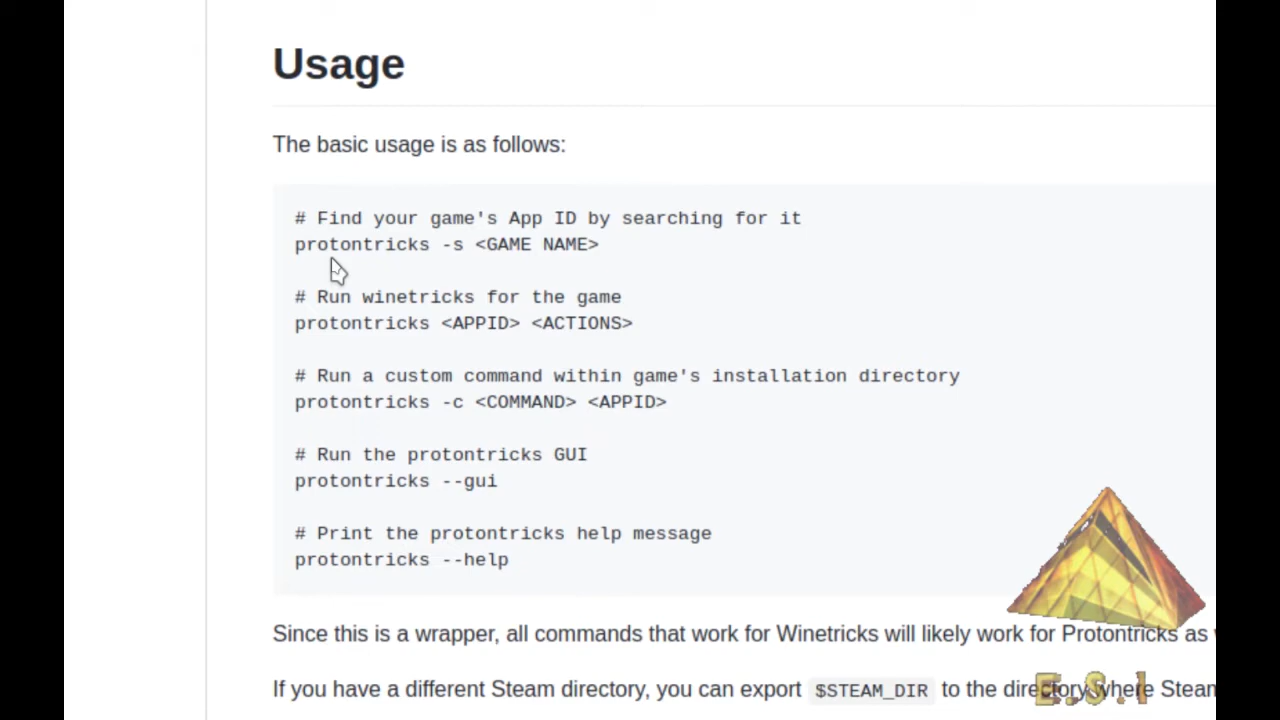 Usage
The basic usage is as follows:
# Find your game's App ID by searching for it
protontricks -s <GAME NAME>
# Run winetricks for the game
protontricks <APPID> <ACTIONS>
# Run a custom command within game's installation directory
protontricks -c <COMMAND> <APPID>
# Run the protontricks GUI
protontricks --gui
# Print the protontricks help message
protontricks --help
Since this is a wrapper, all commands that work for Winetricks will likely work for Protontricks as
If you have a different Steam directory, you can export $STEAM_DIR to the directory where Steam
E.S.I